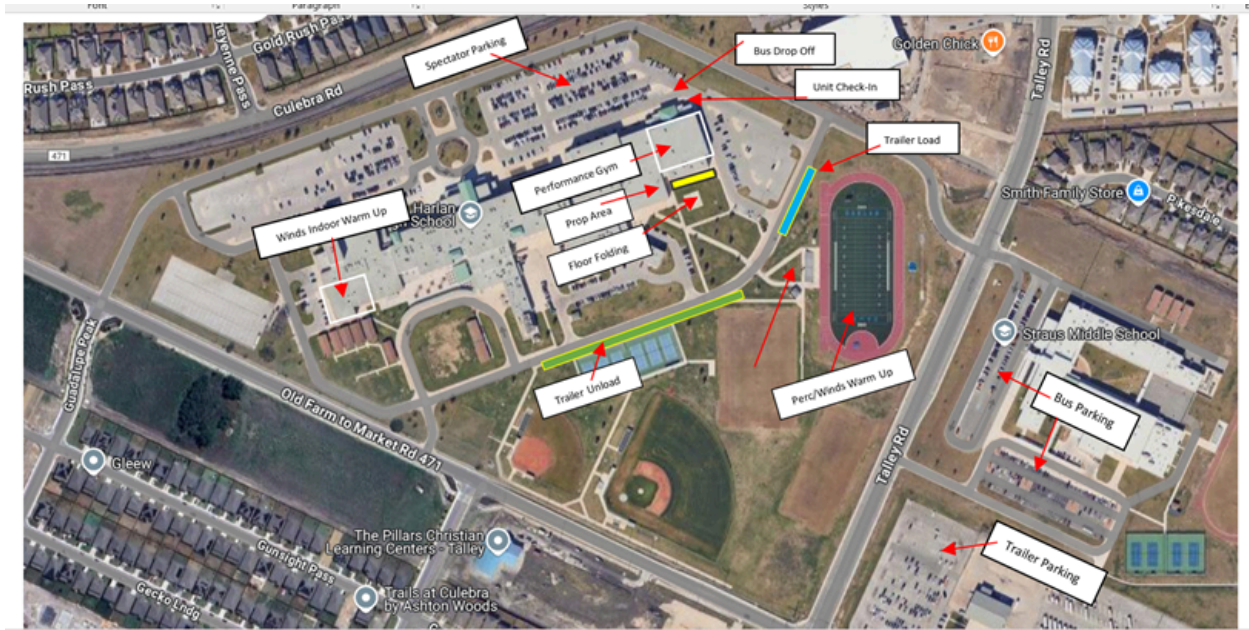 Font
Paragraph
Styles
Gold Rush Pass
Rush Pass
eyenne Pass
Culebra Rd
471
Spectator Parking
Bus Drop Off
Unit Check-In
Golden Chick
Talley Rd
Trailer Load
Performance Gym
Prop Area
Floor Folding
Winds Indoor Warm Up
Harlan
School
Smith Family Store
Pikesdale
Straus Middle School
Guadalupe Peak
Trailer Unload
Perc/Winds Warm Up
Bus Parking
Old Farm to Market Rd 471
Talley Rd
Gleew
Gunsight Pass
Gecko Lndg
The Pillars Christian
Learning Centers - Talley
Trailer Parking
Trails at Culebra
by Ashton Woods